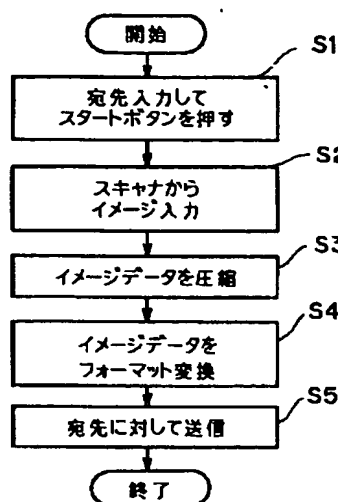 開始
S1
宛先入力して
スタートボタンを押す
S2
スキャナから
イメージ入力
S3
イメージデータを圧縮
S4
イメージデータを
フォーマット変換
S5
宛先に対して送信
終了